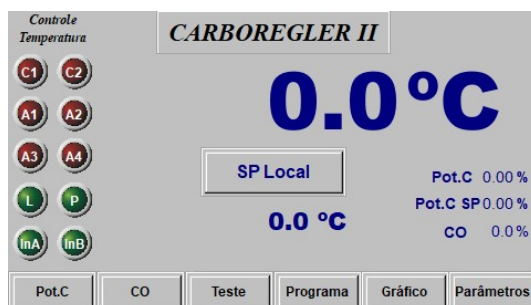 Controle
Temperatura
CARBOREGLER II
C1 C2
A1 A2
A3 A4
L P
InA InB
0.0ºC
SP Local
0.0 ºC
Pot.C 0.00 %
Pot.C SP 0.00 %
CO 0.0 %
Pot.C CO Teste Programa Gráfico Parâmetros